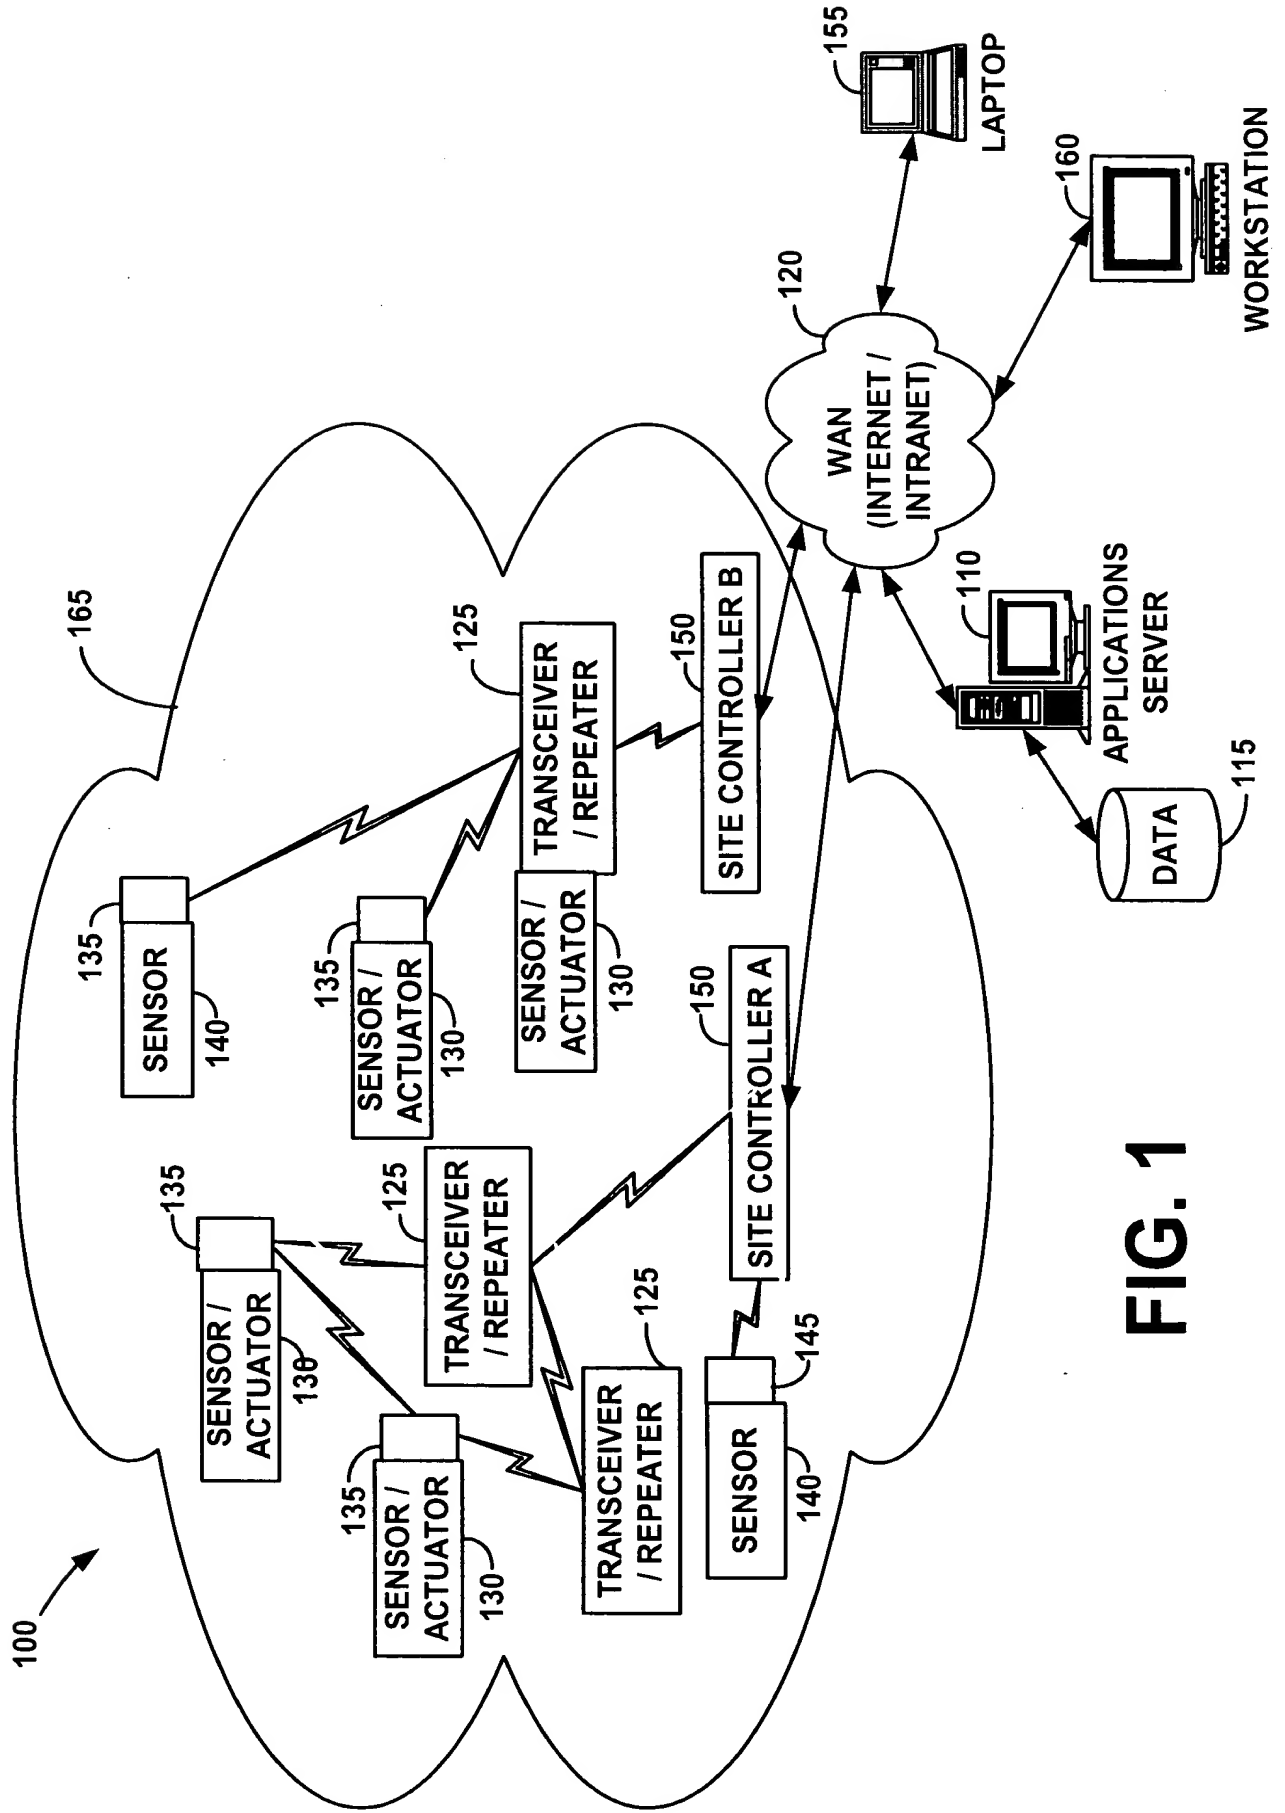 100
165
135
SENSOR
140
135
SENSOR /
ACTUATOR
130
135
SENSOR /
ACTUATOR
130
135
SENSOR /
ACTUATOR
130
125
TRANSCEIVER
/ REPEATER
125
TRANSCEIVER
/ REPEATER
SENSOR /
ACTUATOR
130
TRANSCEIVER
/ REPEATER
125
SENSOR
140
145
150
SITE CONTROLLER A
150
SITE CONTROLLER B
120
WAN
(INTERNET /
INTRANET)
155
LAPTOP
160
WORKSTATION
110
APPLICATIONS
SERVER
DATA
115
FIG. 1